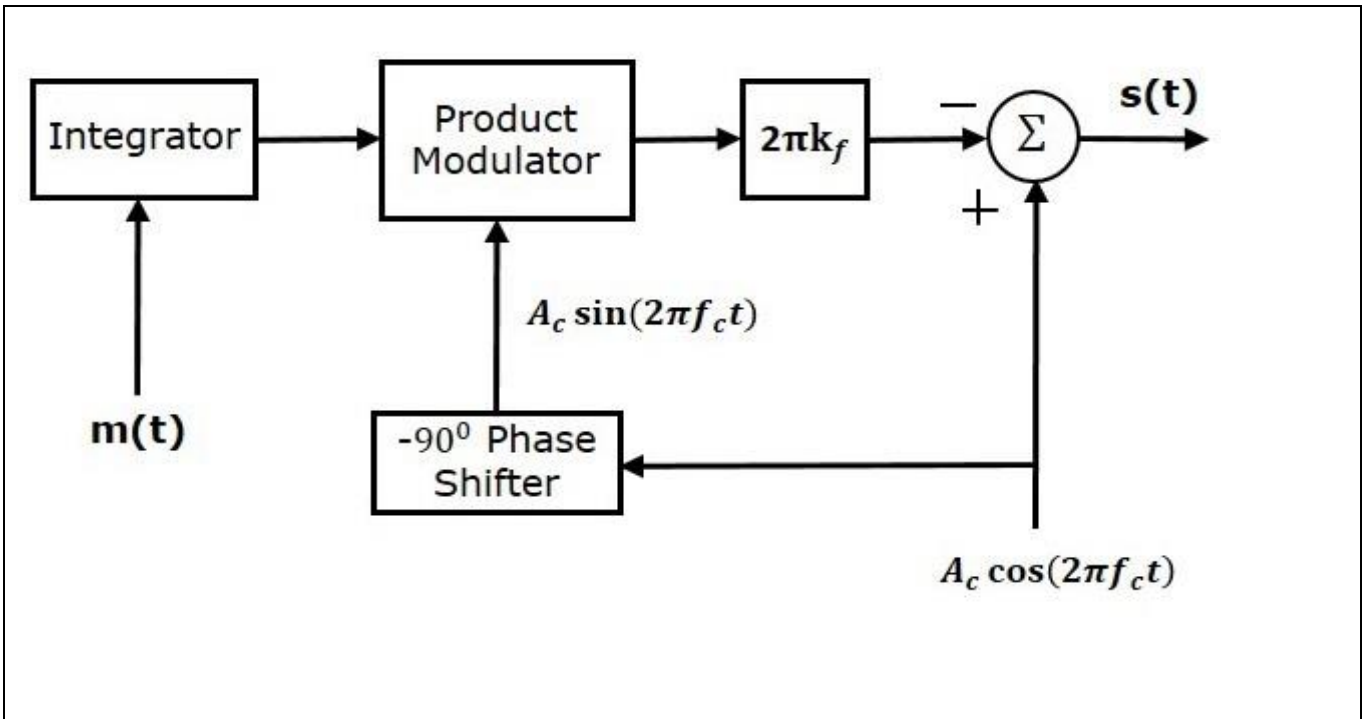 Integrator
Product
Modulator
2πk_f
−
Σ
s(t)
+
A_c sin(2πf_c t)
m(t)
-90⁰ Phase
Shifter
A_c cos(2πf_c t)